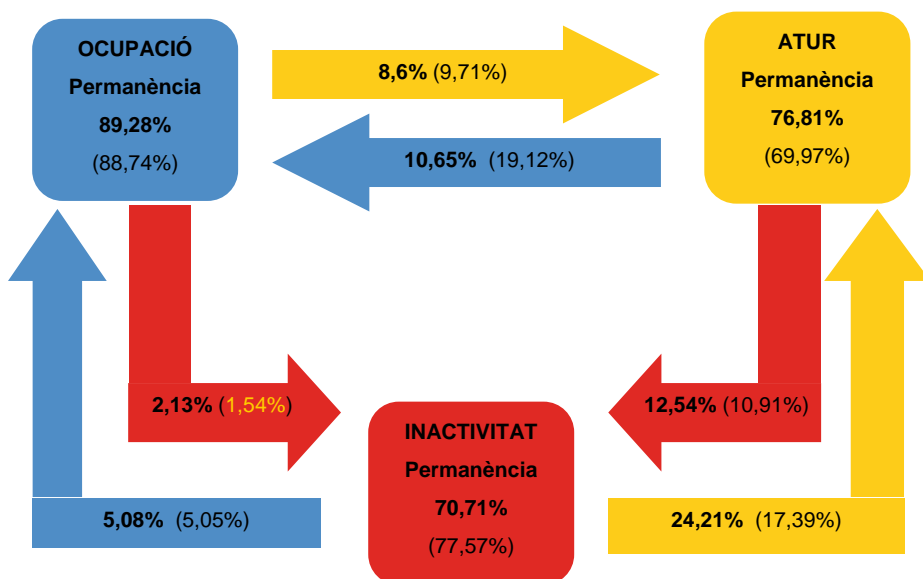 OCUPACIÓ
Permanència
89,28%
(88,74%)
8,6% (9,71%)
10,65% (19,12%)
ATUR
Permanència
76,81%
(69,97%)
2,13% (1,54%)
12,54% (10,91%)
INACTIVITAT
Permanència
70,71%
(77,57%)
5,08% (5,05%)
24,21% (17,39%)